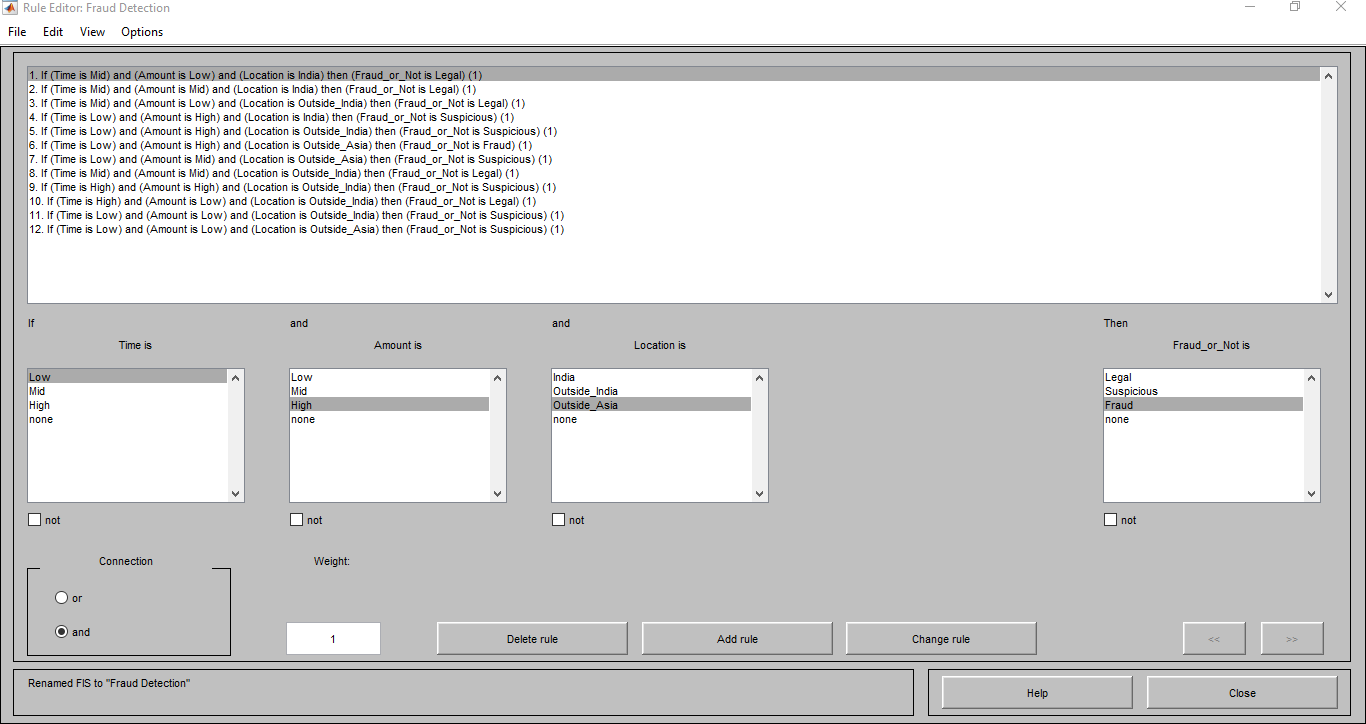 Rule Editor: Fraud Detection
File Edit View Options
1. If (Time is Mid) and (Amount is Low) and (Location is India) then (Fraud_or_Not is Legal) (1)
2. If (Time is Mid) and (Amount is Mid) and (Location is India) then (Fraud_or_Not is Legal) (1)
3. If (Time is Mid) and (Amount is Low) and (Location is Outside_India) then (Fraud_or_Not is Legal) (1)
4. If (Time is Low) and (Amount is High) and (Location is India) then (Fraud_or_Not is Suspicious) (1)
5. If (Time is Low) and (Amount is High) and (Location is Outside_India) then (Fraud_or_Not is Suspicious) (1)
6. If (Time is Low) and (Amount is High) and (Location is Outside_Asia) then (Fraud_or_Not is Fraud) (1)
7. If (Time is Low) and (Amount is Mid) and (Location is Outside_Asia) then (Fraud_or_Not is Suspicious) (1)
8. If (Time is Mid) and (Amount is Mid) and (Location is Outside_India) then (Fraud_or_Not is Legal) (1)
9. If (Time is High) and (Amount is High) and (Location is Outside_India) then (Fraud_or_Not is Suspicious) (1)
10. If (Time is High) and (Amount is Low) and (Location is Outside_India) then (Fraud_or_Not is Legal) (1)
11. If (Time is Low) and (Amount is Low) and (Location is Outside_India) then (Fraud_or_Not is Suspicious) (1)
12. If (Time is Low) and (Amount is Low) and (Location is Outside_Asia) then (Fraud_or_Not is Suspicious) (1)
If and and Then
Time is Amount is Location is Fraud_or_Not is
Low Low India Legal
Mid Mid Outside_India Suspicious
High High Outside_Asia Fraud
none none none none
not not not not
Connection Weight:
or
and
1 Delete rule Add rule Change rule << >>
Renamed FIS to "Fraud Detection" Help Close